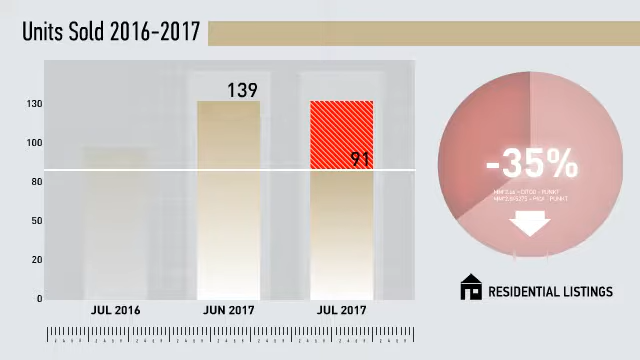 Units Sold 2016-2017
139
130
100
91
80
50
20
0
JUL 2016
JUN 2017
JUL 2017
-35%
RESIDENTIAL LISTINGS